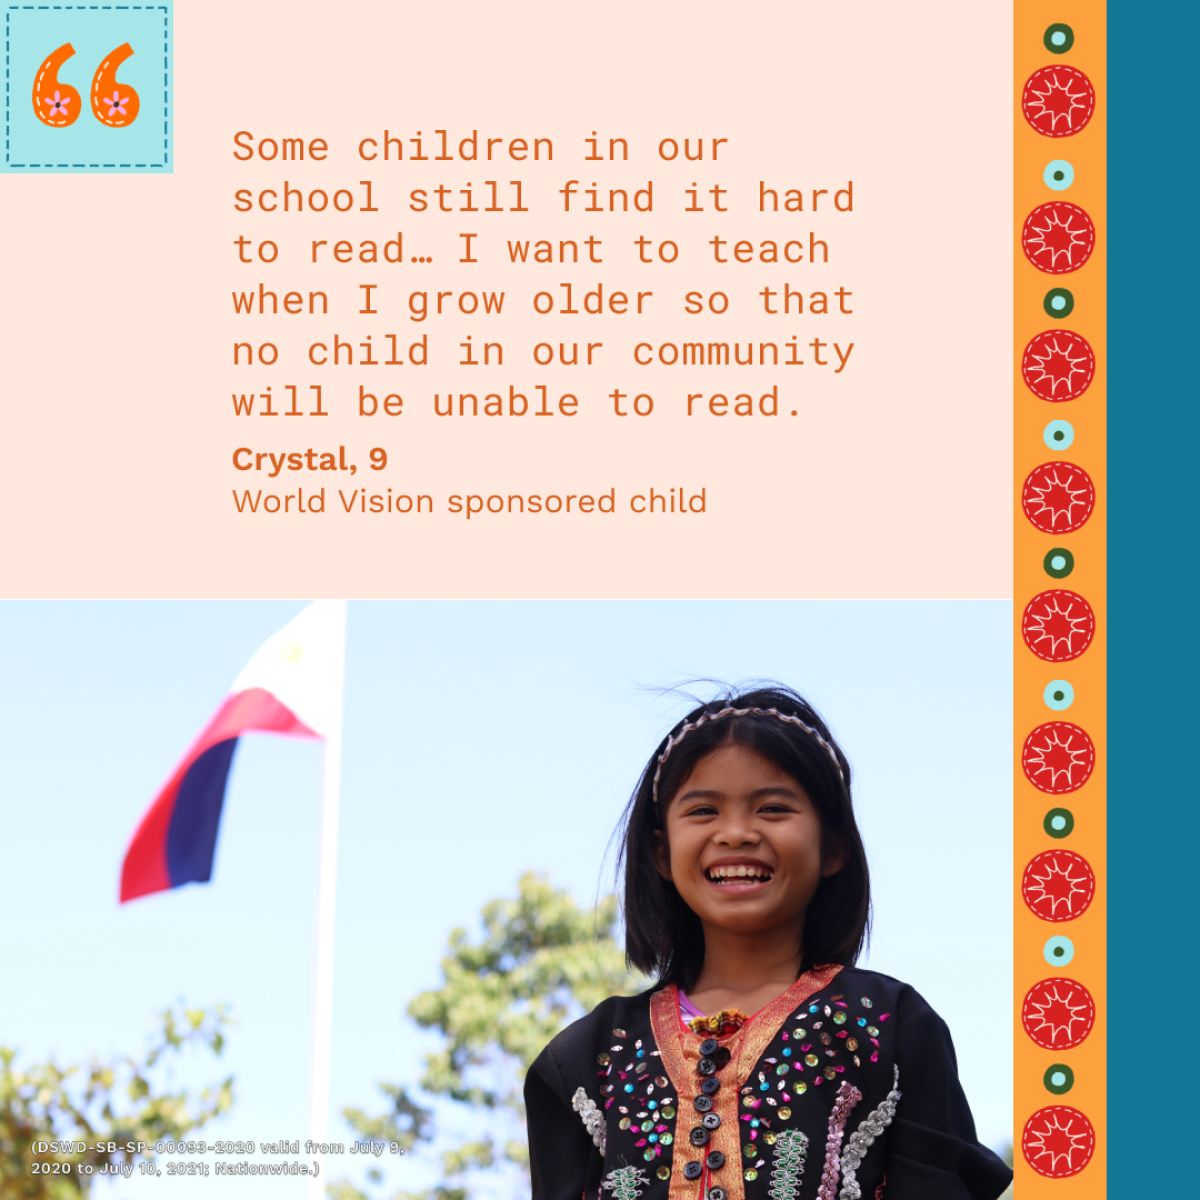 Some children in our
school still find it hard
to read… I want to teach
when I grow older so that
no child in our community
will be unable to read.
Crystal, 9
World Vision sponsored child
(DSWD-SB-SP-00093-2020 valid from July 9,
2020 to July 10, 2021; Nationwide.)